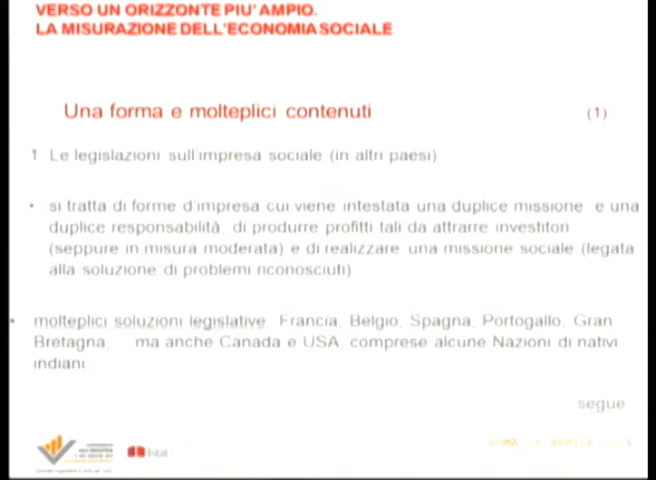 VERSO UN ORIZZONTE PIU' AMPIO.
LA MISURAZIONE DELL'ECONOMIA SOCIALE
Una forma e molteplici contenuti (1)
1 Le legislazioni sull'impresa sociale (in altri paesi)
• si tratta di forme d'impresa cui viene intestata una duplice missione e una
duplice responsabilità, di produrre profitti tali da attrarre investitori
(seppure in misura moderata) e di realizzare una missione sociale (legata
alla soluzione di problemi riconosciuti)
• molteplici soluzioni legislative Francia, Belgio, Spagna, Portogallo, Gran
Bretagna, ma anche Canada e USA, comprese alcune Nazioni di nativi
indiani
segue
Istat
ROMA APRILE